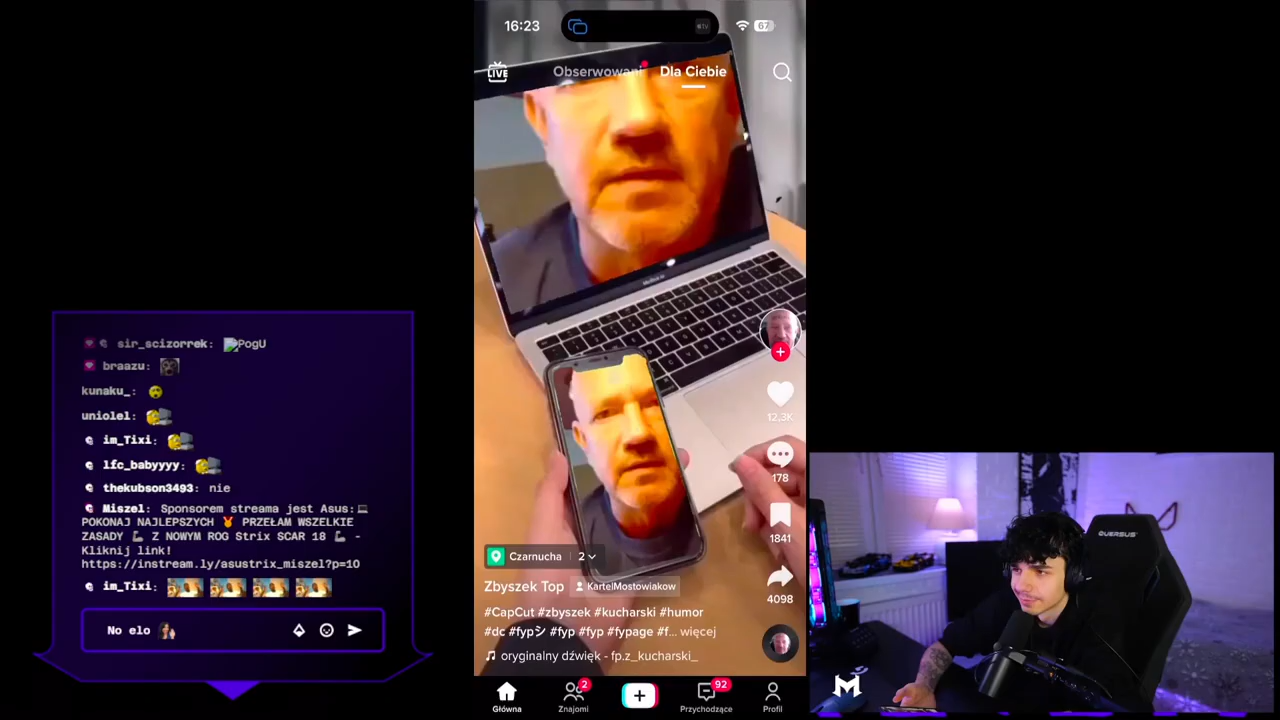 16:23
67
LIVE
Obserwowani
Dla Ciebie
sir_scizorrek: PogU
braazu:
kunaku_:
uniolel:
im_Tixi:
lfc_babyyyy:
thekubson3493: nie
Miszel: Sponsorem streama jest Asus:
POKONAJ NAJLEPSZYCH PRZEŁAM WSZELKIE
ZASADY Z NOWYM ROG Strix SCAR 18 -
Kliknij link!
https://instream.ly/asustrix_miszel?p=10
im_Tixi:
No elo
12,3K
178
1841
4098
Czarnucha | 2
Zbyszek Top
KartelMostowiakow
#CapCut #zbyszek #kucharski #humor
#dc #fypシ #fyp #fyp #fypage #f... więcej
oryginalny dźwięk - fp.z_kucharski_
Główna
2
Znajomi
92
Przychodzące
Profil
QUERSUS
M